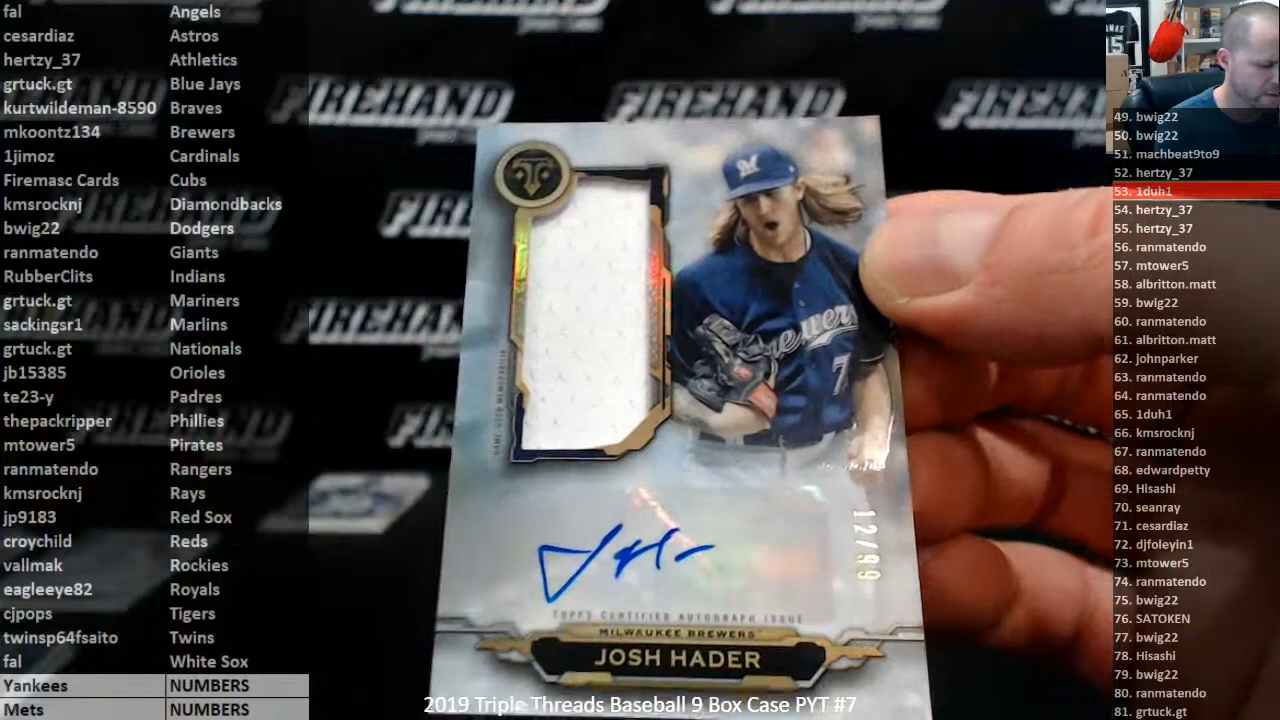 fal Angels
cesardiaz Astros
hertzy_37 Athletics
grtuck.gt Blue Jays
kurtwildeman-8590 Braves
mkoontz134 Brewers
1jimoz Cardinals
Firemasc Cards Cubs
kmsrocknj Diamondbacks
bwig22 Dodgers
ranmatendo Giants
RubberClits Indians
grtuck.gt Mariners
sackingsr1 Marlins
grtuck.gt Nationals
jb15385 Orioles
te23-y Padres
thepackripper Phillies
mtower5 Pirates
ranmatendo Rangers
kmsrocknj Rays
jp9183 Red Sox
croychild Reds
vallmak Rockies
eagleeye82 Royals
cjpops Tigers
twinsp64fsaito Twins
fal White Sox
Yankees NUMBERS
Mets NUMBERS
FIREHAND
FIREHAND
FIREHAND
FIREHAND
M
Brewers
7
GAME-USED MEMORABILIA
12/99
TOPPS CERTIFIED AUTOGRAPH ISSUE
MILWAUKEE BREWERS
JOSH HADER
2019 Triple Threads Baseball 9 Box Case PYT #7
49. bwig22
50. bwig22
51. machbeat9to9
52. hertzy_37
53. 1duh1
54. hertzy_37
55. hertzy_37
56. ranmatendo
57. mtower5
58. albritton.matt
59. bwig22
60. ranmatendo
61. albritton.matt
62. johnparker
63. ranmatendo
64. ranmatendo
65. 1duh1
66. kmsrocknj
67. ranmatendo
68. edwardpetty
69. Hisashi
70. seanray
71. cesardiaz
72. djfoleyin1
73. mtower5
74. ranmatendo
75. bwig22
76. SATOKEN
77. bwig22
78. Hisashi
79. bwig22
80. ranmatendo
81. grtuck.gt